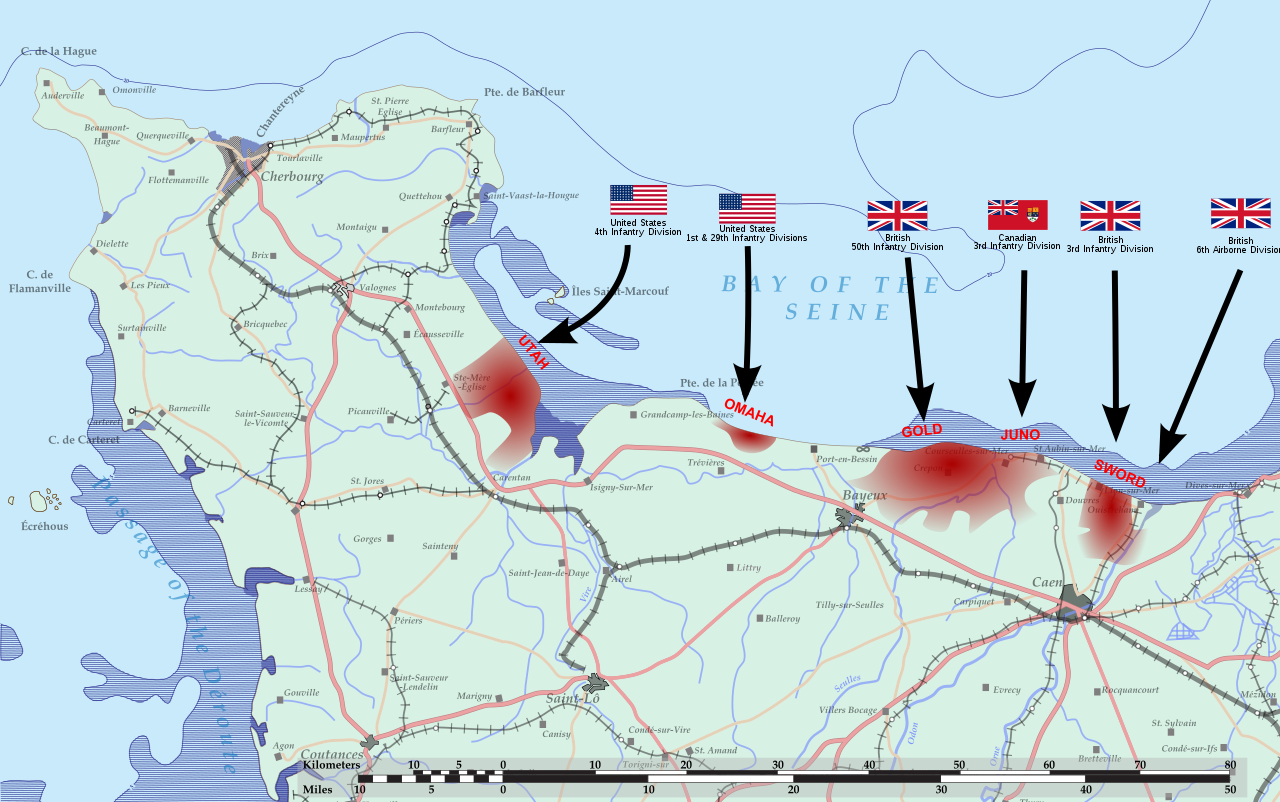 C. de la Hague
Auderville
Omonville
Beaumont-
Hague
Querqueville
Chantereyne
St. Pierre
Eglise
Pte. de Barfleur
Maupertus
Barfleur
Tourlaville
Cherbourg
Flottemanville
Quettehou
Saint-Vaast-la-Hougue
Montaigu
Dielette
Brix
C. de
Flamanville
Les Pieux
Valognes
Îles Saint-Marcouf
Montebourg
Surtainville
Bricquebec
Écausseville
United States
4th Infantry Division
United States
1st & 29th Infantry Divisions
British
50th Infantry Division
Canadian
3rd Infantry Division
British
3rd Infantry Division
British
6th Airborne Division
BAY OF THE
SEINE
UTAH
OMAHA
GOLD
JUNO
SWORD
Ste-Mère
-Église
Pte. de la Percée
Barneville
Carteret
C. de Carteret
Saint-Sauveur
le-Vicomte
Picauville
Grandcamp-les-Baines
Port-en-Bessin
Courseulles-sur-Mer
Crepon
St.Aubin-sur-Mer
Lion-sur-Mer
Douvres
Ouistreham
Dives-sur-Mer
Trévières
Carentan
Isigny-Sur-Mer
Bayeux
St. Jores
Écréhous
Passage of
the Déroute
Gorges
Sainteny
Saint-Jean-de-Daye
Airel
Vire
Littry
Caen
Lessay
Périers
Balleroy
Tilly-sur-Seulles
Carpiquet
Saint-Sauveur
Lendelin
Gouville
Marigny
Saint-Lô
Seulles
Evrecy
Rocquancourt
Mézidon
Villers Bocage
Odon
Orne
St. Sylvain
Canisy
Condé-sur-Vire
Agon
Coutances
St. Amand
Torigni-sur
Bretteville
Condé-sur-Ifs
Kilometers
10 5 0 10 20 30 40 50 60 70 80
Miles
10 5 0 10 20 30 40 50